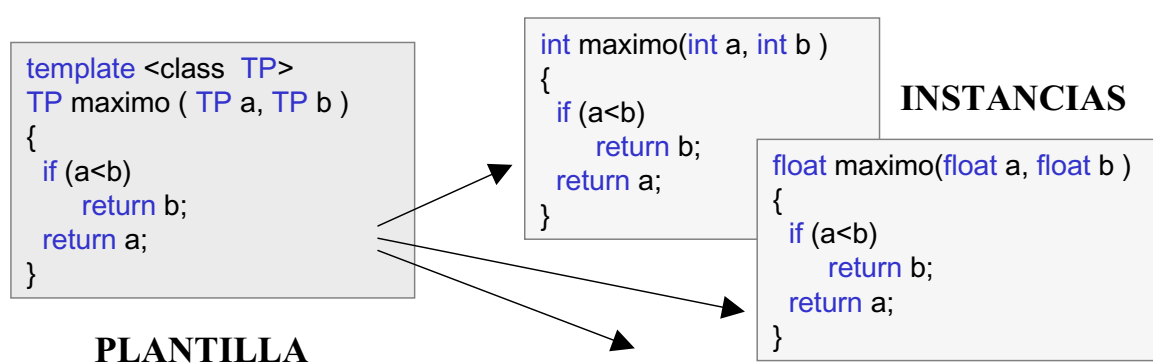 template <class  TP>
TP maximo ( TP a, TP b )
{
if (a<b)
return b;
return a;
}
PLANTILLA
int maximo(int a, int b )
{
if (a<b)
return b;
return a;
}
INSTANCIAS
float maximo(float a, float b )
{
if (a<b)
return b;
return a;
}